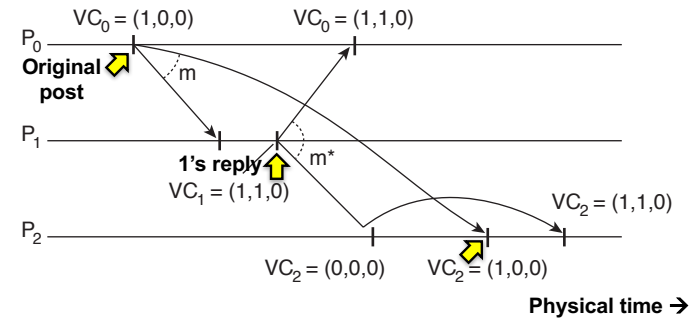 VC0 = (1,0,0)
VC0 = (1,1,0)
P0
Original
post
m
P1
1's reply
m*
VC1 = (1,1,0)
VC2 = (1,1,0)
P2
VC2 = (0,0,0)
VC2 = (1,0,0)
Physical time →